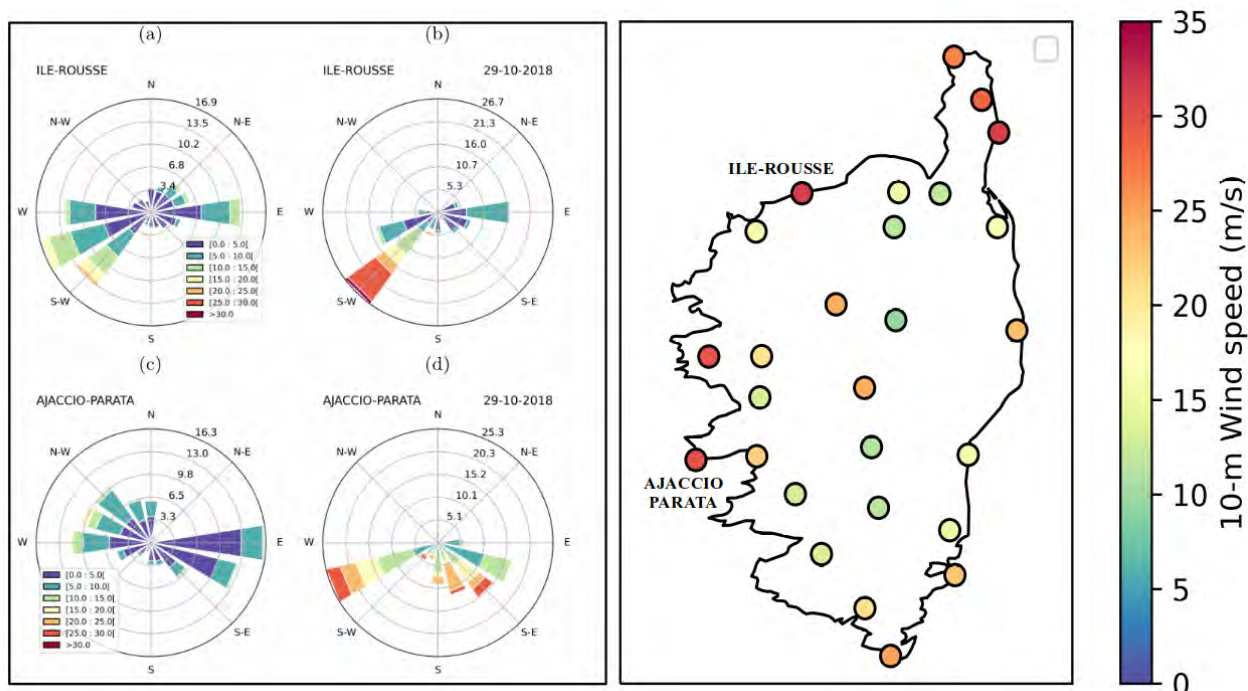 (a)
ILE-ROUSSE
N
N-E
E
S-E
S
S-W
W
N-W
16.9
13.5
10.2
6.8
3.4
[0.0 : 5.0[
[5.0 : 10.0[
[10.0 : 15.0[
[15.0 : 20.0[
[20.0 : 25.0[
[25.0 : 30.0[
>30.0
(b)
ILE-ROUSSE 29-10-2018
N
N-E
E
S-E
S
S-W
W
N-W
26.7
21.3
16.0
10.7
5.3
(c)
AJACCIO-PARATA
N
N-E
E
S-E
S
S-W
W
N-W
16.3
13.0
9.8
6.5
3.3
[0.0 : 5.0[
[5.0 : 10.0[
[10.0 : 15.0[
[15.0 : 20.0[
[20.0 : 25.0[
[25.0 : 30.0[
>30.0
(d)
AJACCIO-PARATA 29-10-2018
N
N-E
E
S-E
S
S-W
W
N-W
25.3
20.3
15.2
10.1
5.1
ILE-ROUSSE
AJACCIO
PARATA
35
30
25
20
15
10
5
0
10-m Wind speed (m/s)